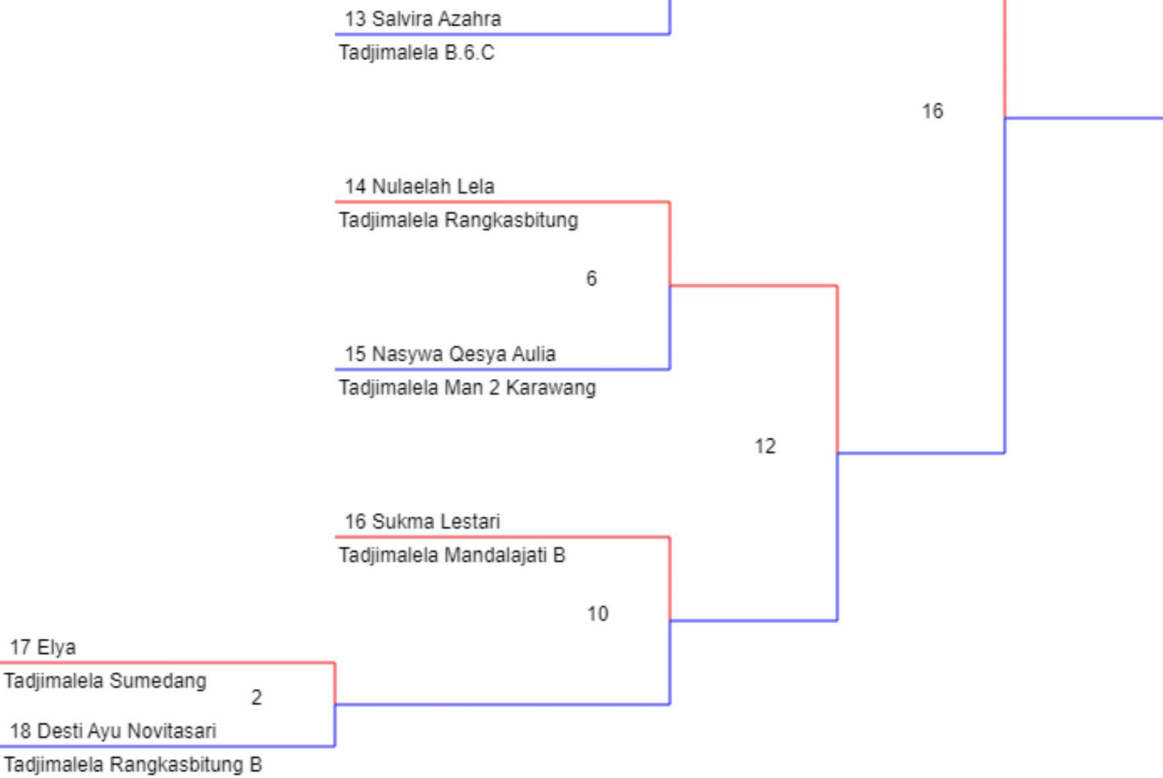 13 Salvira Azahra
Tadjimalela B.6.C
16
14 Nulaelah Lela
Tadjimalela Rangkasbitung
6
15 Nasywa Qesya Aulia
Tadjimalela Man 2 Karawang
12
16 Sukma Lestari
Tadjimalela Mandalajati B
10
17 Elya
Tadjimalela Sumedang
2
18 Desti Ayu Novitasari
Tadjimalela Rangkasbitung B